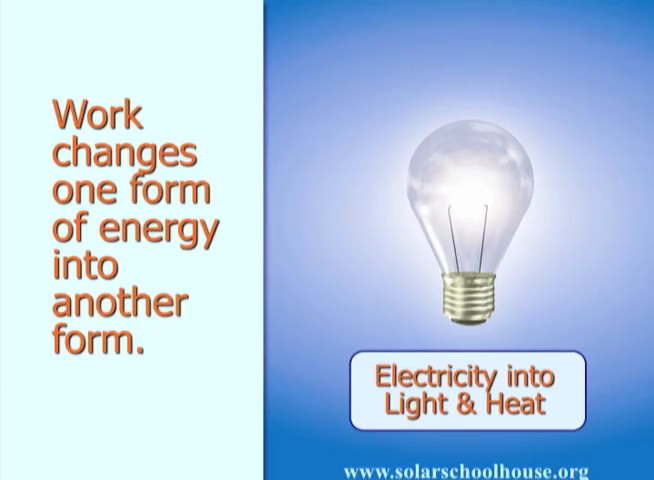 Work
changes
one form
of energy
into
another
form.
Electricity into
Light & Heat
www.solarschoolhouse.org